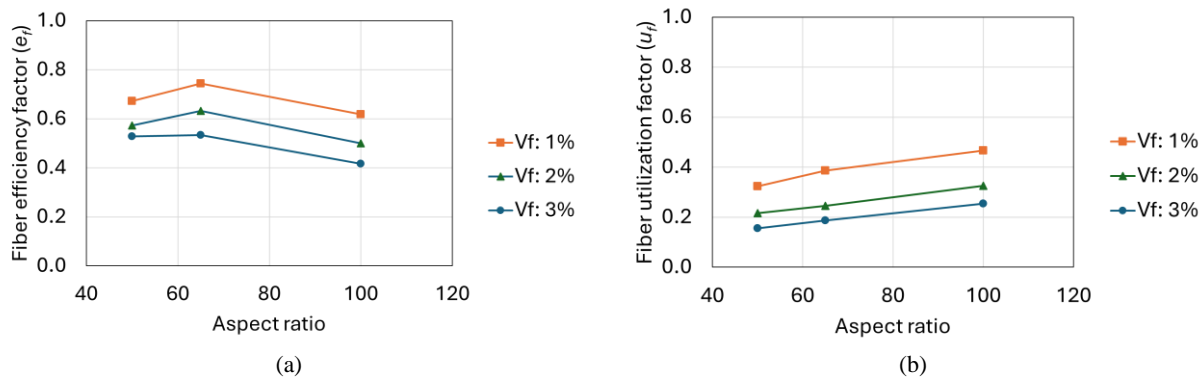 Fiber efficiency factor (ef)
1.0
0.8
0.6
0.4
0.2
0.0
40 60 80 100 120
Aspect ratio
Vf: 1%
Vf: 2%
Vf: 3%
(a)
Fiber utilization factor (uf)
1.0
0.8
0.6
0.4
0.2
0.0
40 60 80 100 120
Aspect ratio
Vf: 1%
Vf: 2%
Vf: 3%
(b)